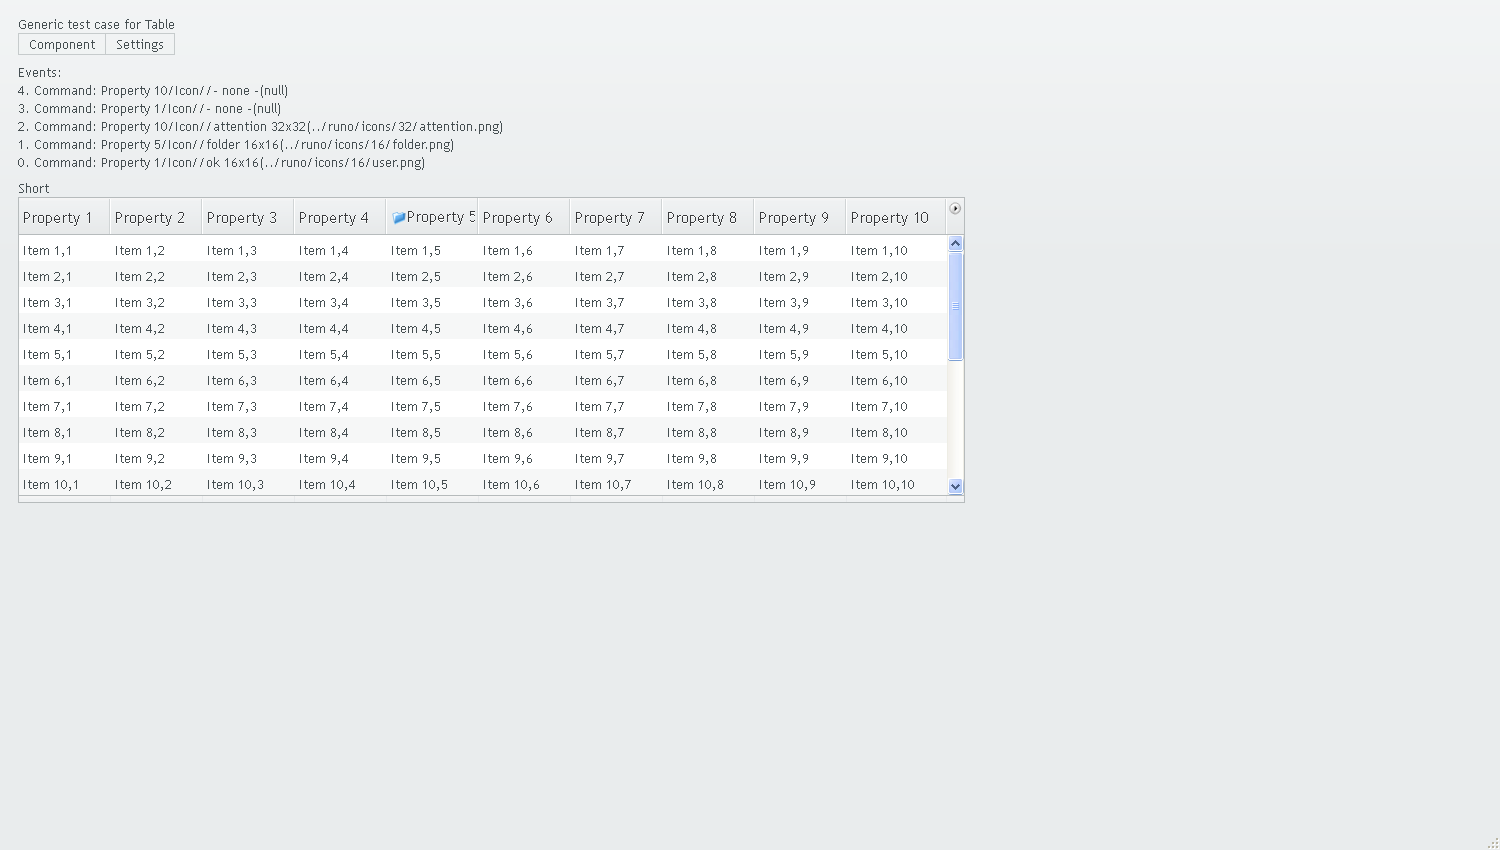 Generic test case for Table
Component Settings
Events:
4. Command: Property 10/Icon//- none -(null)
3. Command: Property 1/Icon//- none -(null)
2. Command: Property 10/Icon//attention 32x32(../runo/icons/32/attention.png)
1. Command: Property 5/Icon//folder 16x16(../runo/icons/16/folder.png)
0. Command: Property 1/Icon//ok 16x16(../runo/icons/16/user.png)
Short
Property 1 Property 2 Property 3 Property 4 Property 5 Property 6 Property 7 Property 8 Property 9 Property 10
Item 1,1 Item 1,2 Item 1,3 Item 1,4 Item 1,5 Item 1,6 Item 1,7 Item 1,8 Item 1,9 Item 1,10
Item 2,1 Item 2,2 Item 2,3 Item 2,4 Item 2,5 Item 2,6 Item 2,7 Item 2,8 Item 2,9 Item 2,10
Item 3,1 Item 3,2 Item 3,3 Item 3,4 Item 3,5 Item 3,6 Item 3,7 Item 3,8 Item 3,9 Item 3,10
Item 4,1 Item 4,2 Item 4,3 Item 4,4 Item 4,5 Item 4,6 Item 4,7 Item 4,8 Item 4,9 Item 4,10
Item 5,1 Item 5,2 Item 5,3 Item 5,4 Item 5,5 Item 5,6 Item 5,7 Item 5,8 Item 5,9 Item 5,10
Item 6,1 Item 6,2 Item 6,3 Item 6,4 Item 6,5 Item 6,6 Item 6,7 Item 6,8 Item 6,9 Item 6,10
Item 7,1 Item 7,2 Item 7,3 Item 7,4 Item 7,5 Item 7,6 Item 7,7 Item 7,8 Item 7,9 Item 7,10
Item 8,1 Item 8,2 Item 8,3 Item 8,4 Item 8,5 Item 8,6 Item 8,7 Item 8,8 Item 8,9 Item 8,10
Item 9,1 Item 9,2 Item 9,3 Item 9,4 Item 9,5 Item 9,6 Item 9,7 Item 9,8 Item 9,9 Item 9,10
Item 10,1 Item 10,2 Item 10,3 Item 10,4 Item 10,5 Item 10,6 Item 10,7 Item 10,8 Item 10,9 Item 10,10